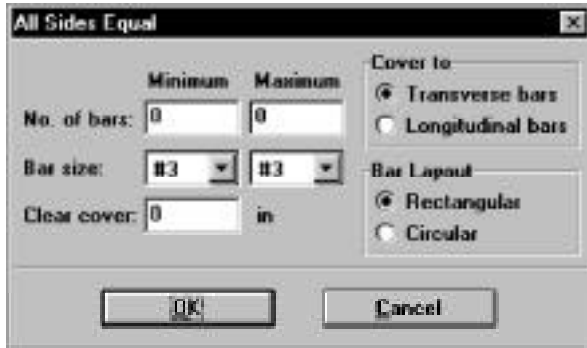 All Sides Equal
Minimum Maximum
No. of bars: 0 0
Bar size: #3 #3
Clear cover: 0 in
Cover to
Transverse bars
Longitudinal bars
Bar Layout
Rectangular
Circular
OK Cancel